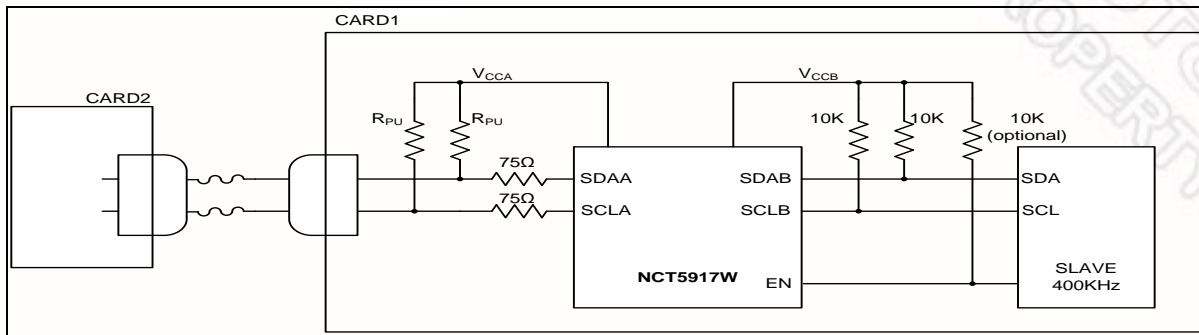 CARD1
CARD2
VCCA
VCCB
RPU
RPU
10K
10K
10K
(optional)
75Ω
75Ω
SDAA
SCLA
SDAB
SCLB
EN
NCT5917W
SDA
SCL
SLAVE
400KHz